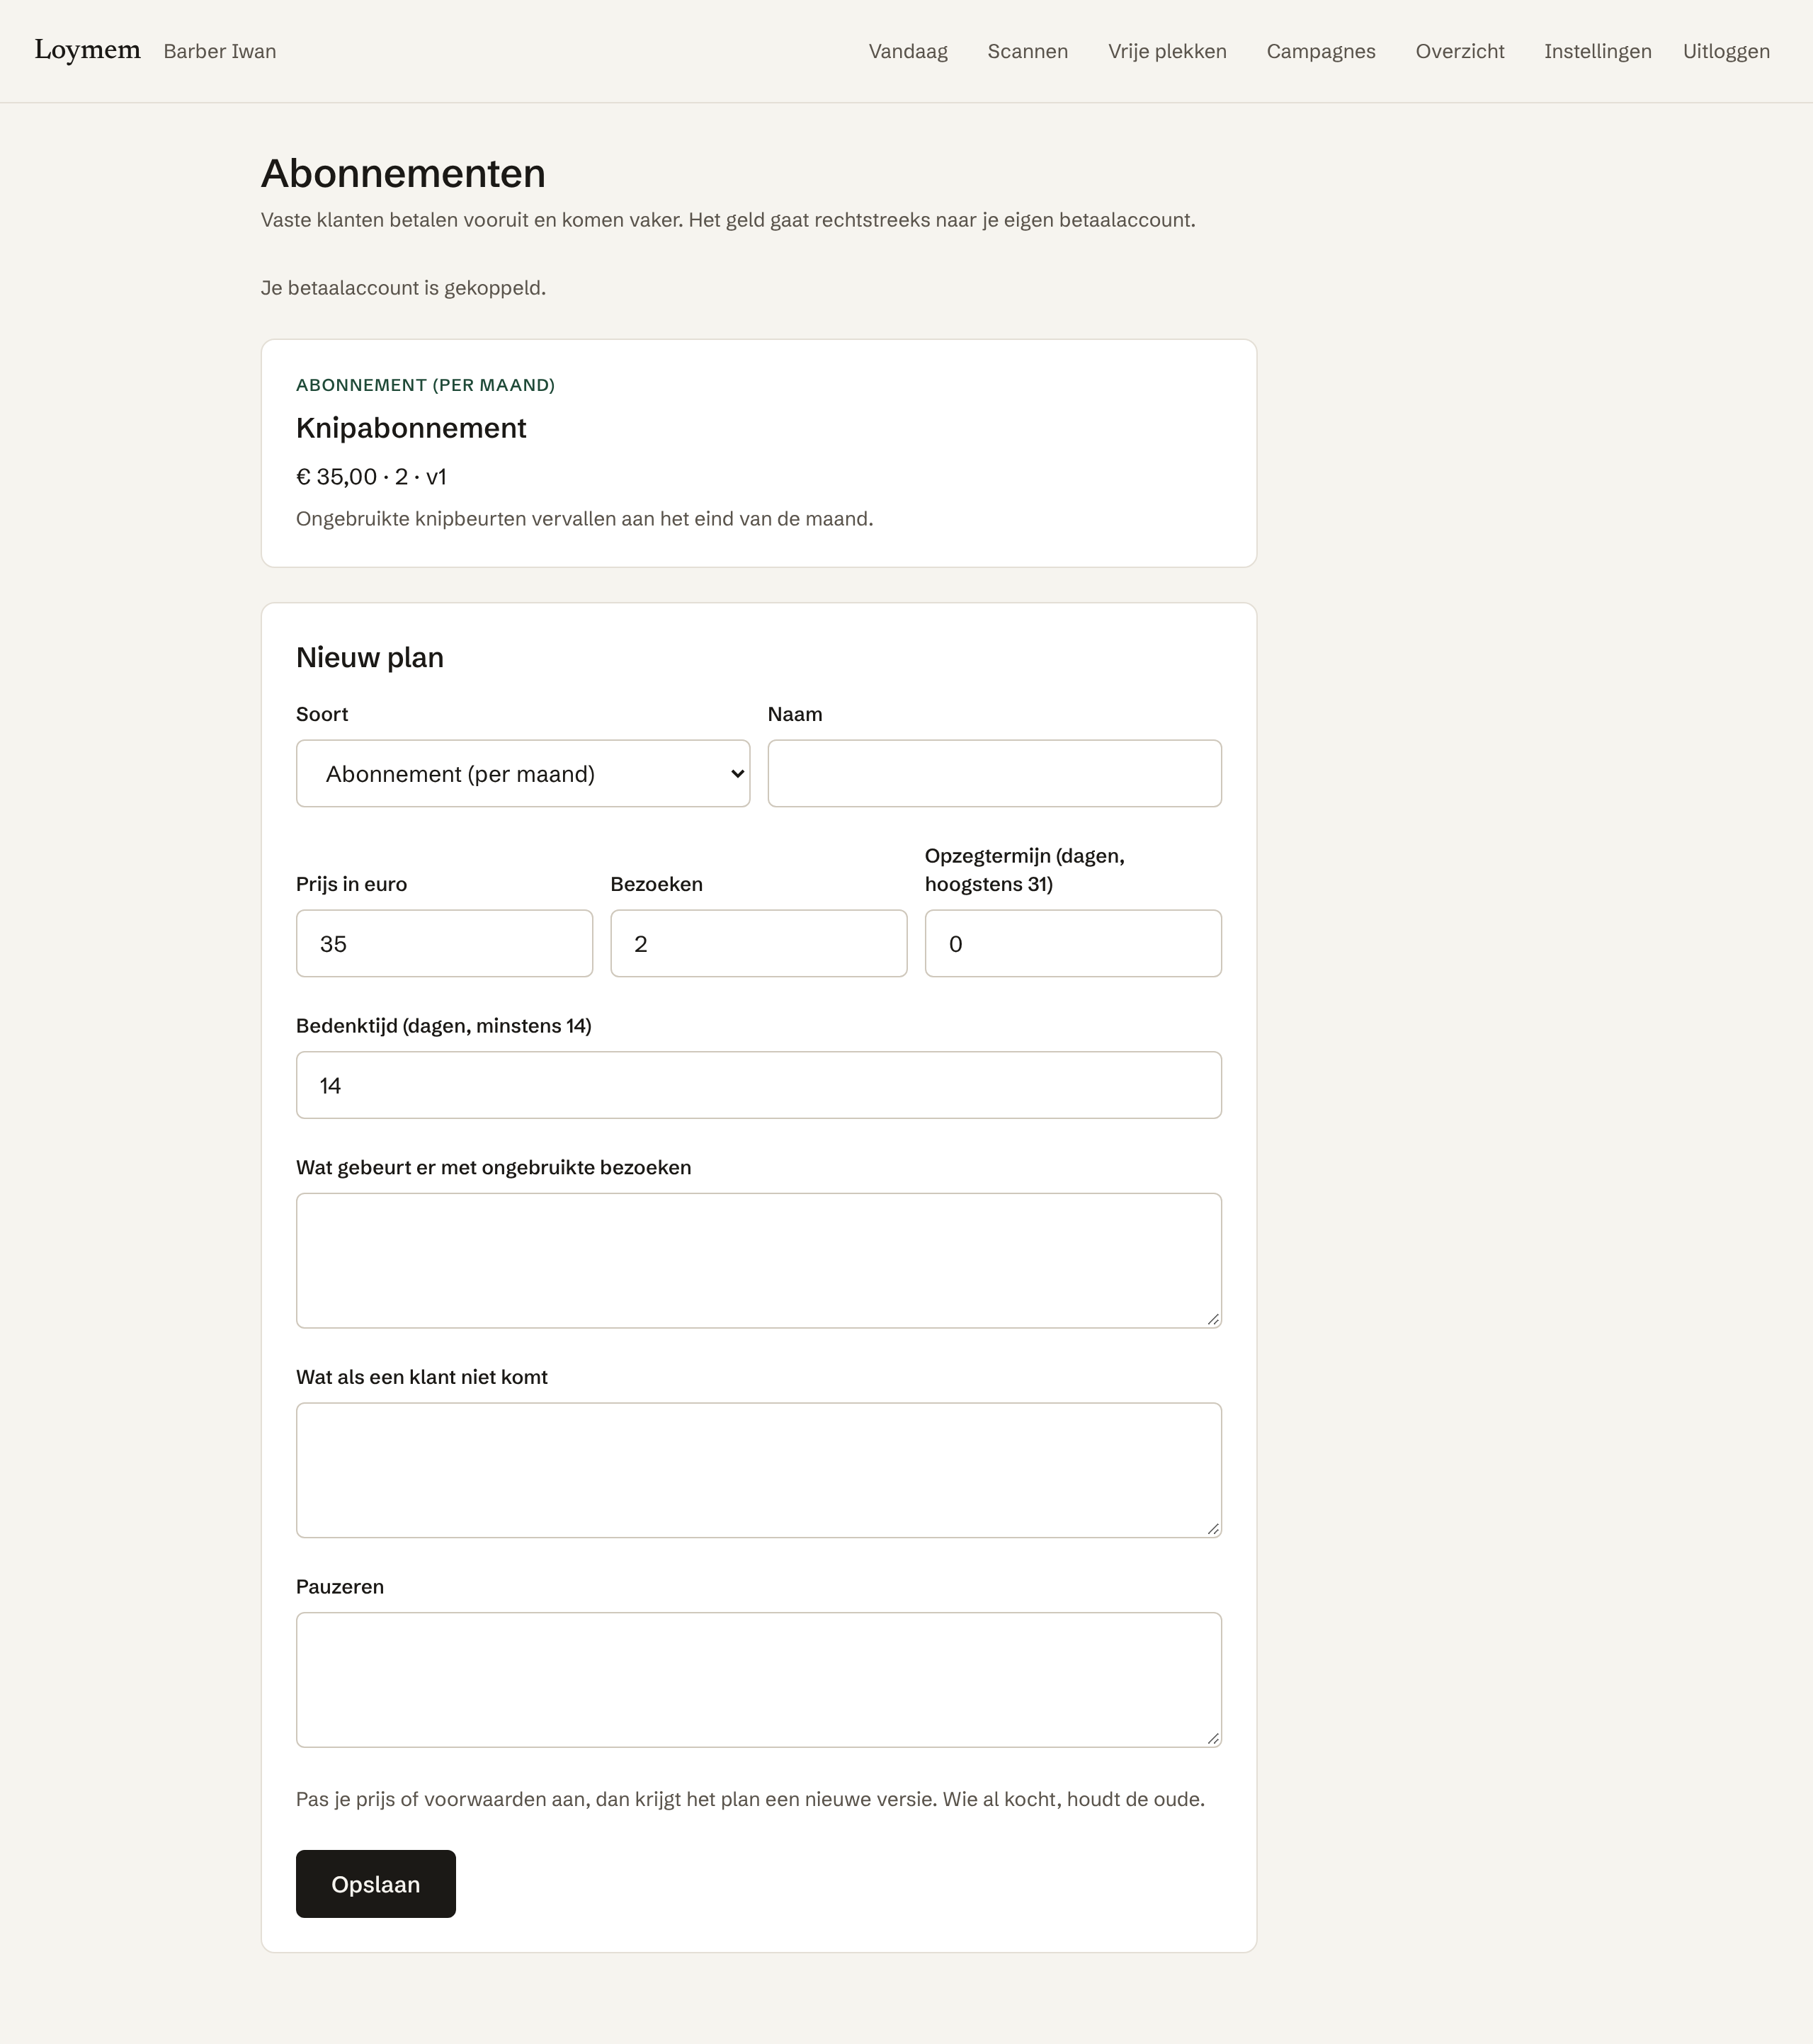 Loymem Barber Iwan Vandaag Scannen Vrije plekken Campagnes Overzicht Instellingen Uitloggen
Abonnementen
Vaste klanten betalen vooruit en komen vaker. Het geld gaat rechtstreeks naar je eigen betaalaccount.
Je betaalaccount is gekoppeld.
ABONNEMENT (PER MAAND)
Knipabonnement
€ 35,00 · 2 · v1
Ongebruikte knipbeurten vervallen aan het eind van de maand.
Nieuw plan
Soort Naam
Abonnement (per maand)
Prijs in euro Bezoeken Opzegtermijn (dagen,
hoogstens 31)
35 2 0
Bedenktijd (dagen, minstens 14)
14
Wat gebeurt er met ongebruikte bezoeken
Wat als een klant niet komt
Pauzeren
Pas je prijs of voorwaarden aan, dan krijgt het plan een nieuwe versie. Wie al kocht, houdt de oude.
Opslaan